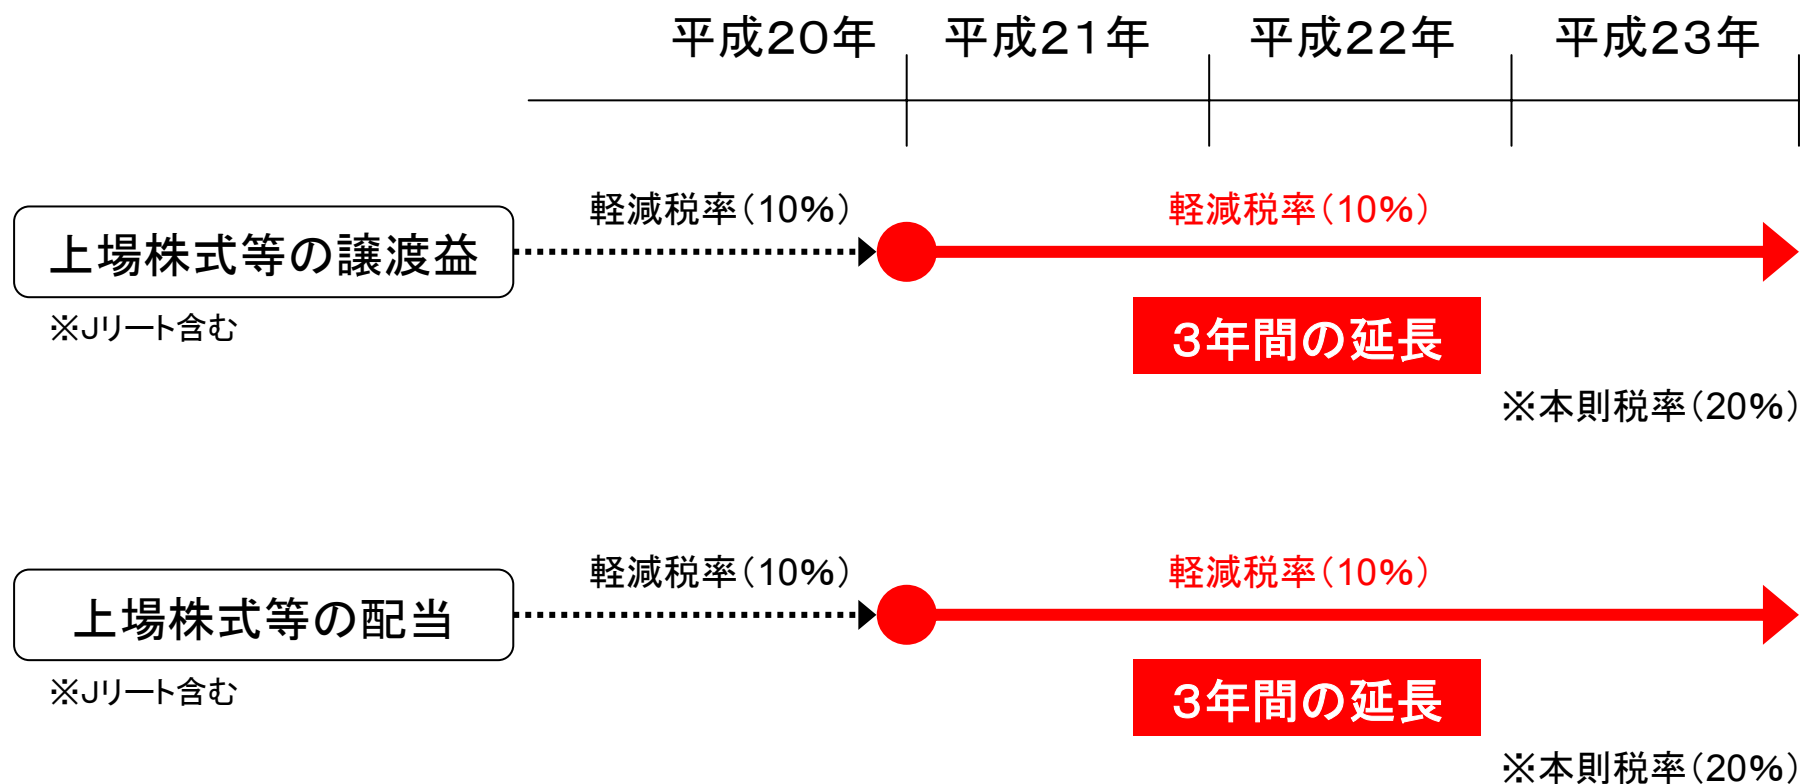 平成20年 平成21年 平成22年 平成23年
軽減税率(10%) 軽減税率(10%)
上場株式等の譲渡益
※Jリート含む
3年間の延長
※本則税率(20%)
軽減税率(10%) 軽減税率(10%)
上場株式等の配当
※Jリート含む
3年間の延長
※本則税率(20%)